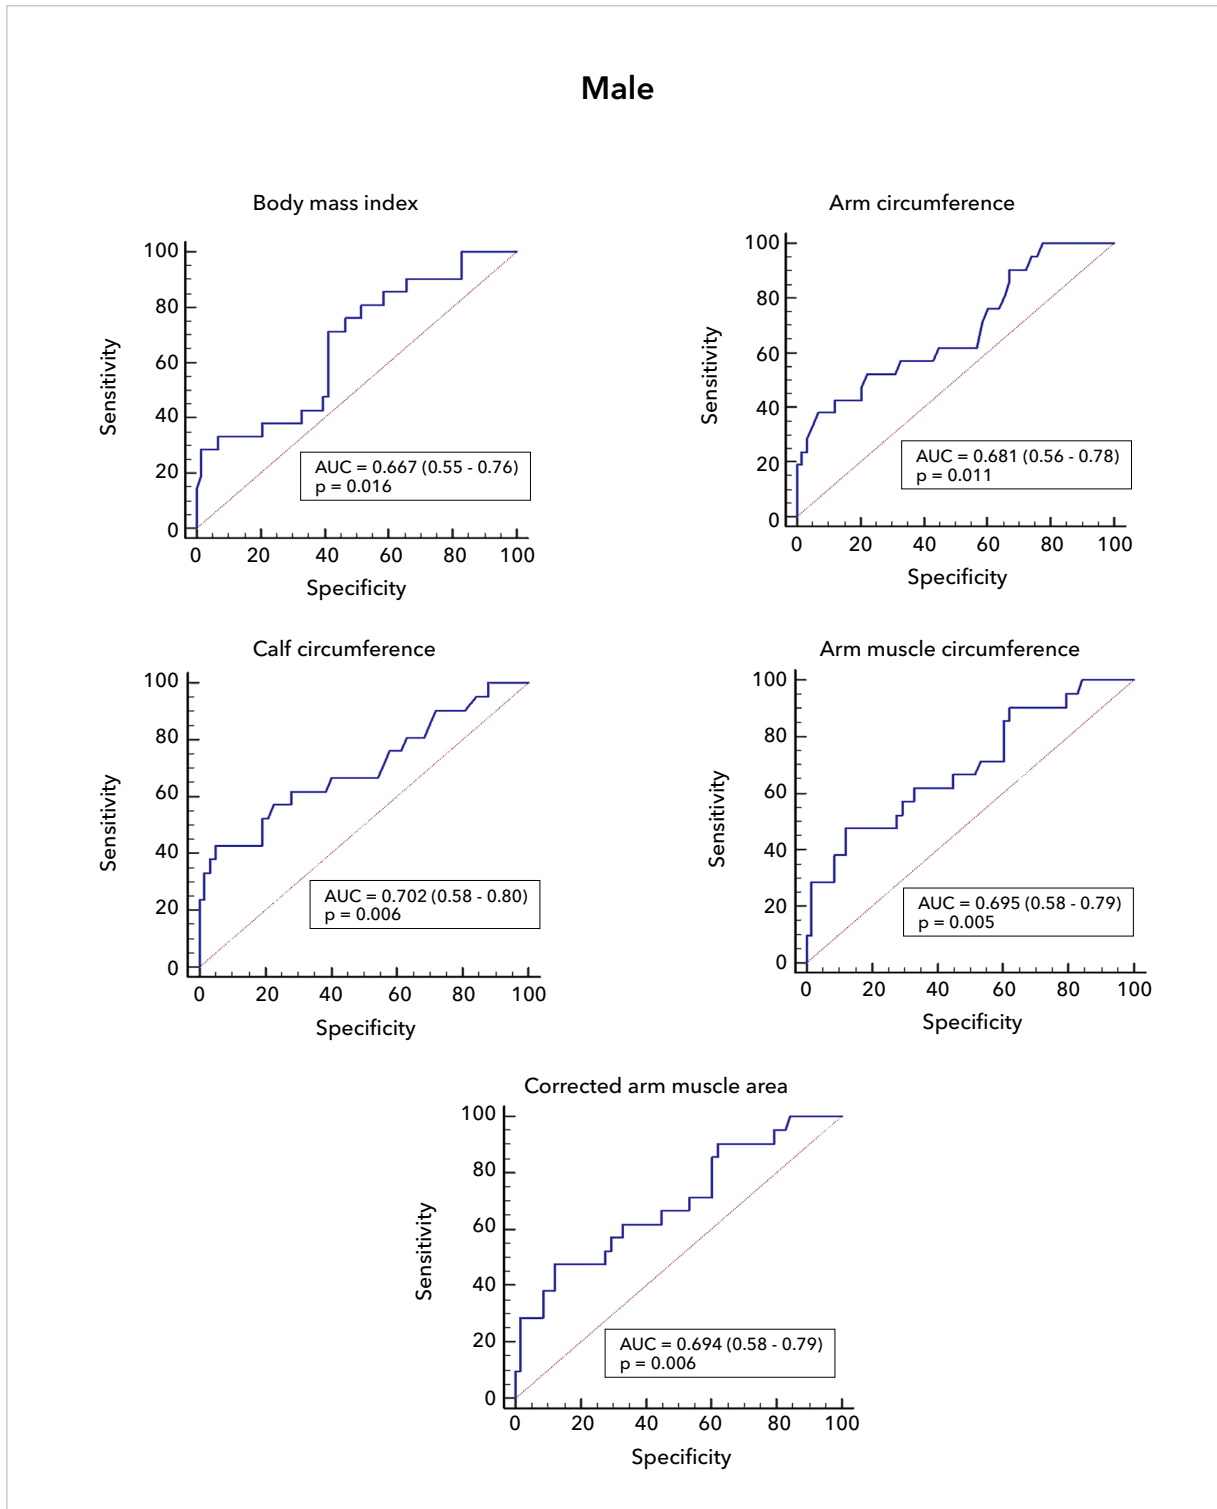 Male
Body mass index
100
80
60
40
20
0
Sensitivity
AUC = 0.667 (0.55 - 0.76)
p = 0.016
0 20 40 60 80 100
Specificity
Arm circumference
100
80
60
40
20
0
Sensitivity
AUC = 0.681 (0.56 - 0.78)
p = 0.011
0 20 40 60 80 100
Specificity
Calf circumference
100
80
60
40
20
0
Sensitivity
AUC = 0.702 (0.58 - 0.80)
p = 0.006
0 20 40 60 80 100
Specificity
Arm muscle circumference
100
80
60
40
20
0
Sensitivity
AUC = 0.695 (0.58 - 0.79)
p = 0.005
0 20 40 60 80 100
Specificity
Corrected arm muscle area
100
80
60
40
20
0
Sensitivity
AUC = 0.694 (0.58 - 0.79)
p = 0.006
0 20 40 60 80 100
Specificity